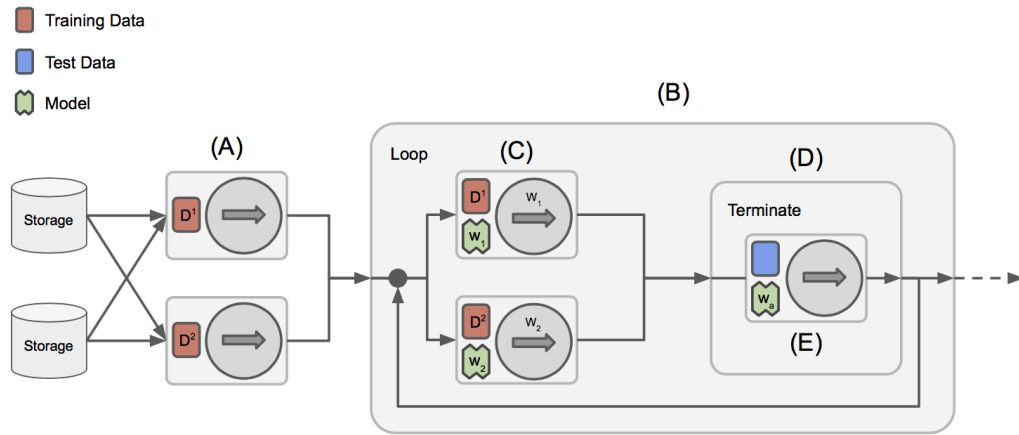 Training Data
Test Data
Model
(A)
(B)
Loop
(C)
(D)
Storage
D¹
D¹
w₁
W₁
Terminate
wₐ
(E)
Storage
D²
D²
w₂
W₂